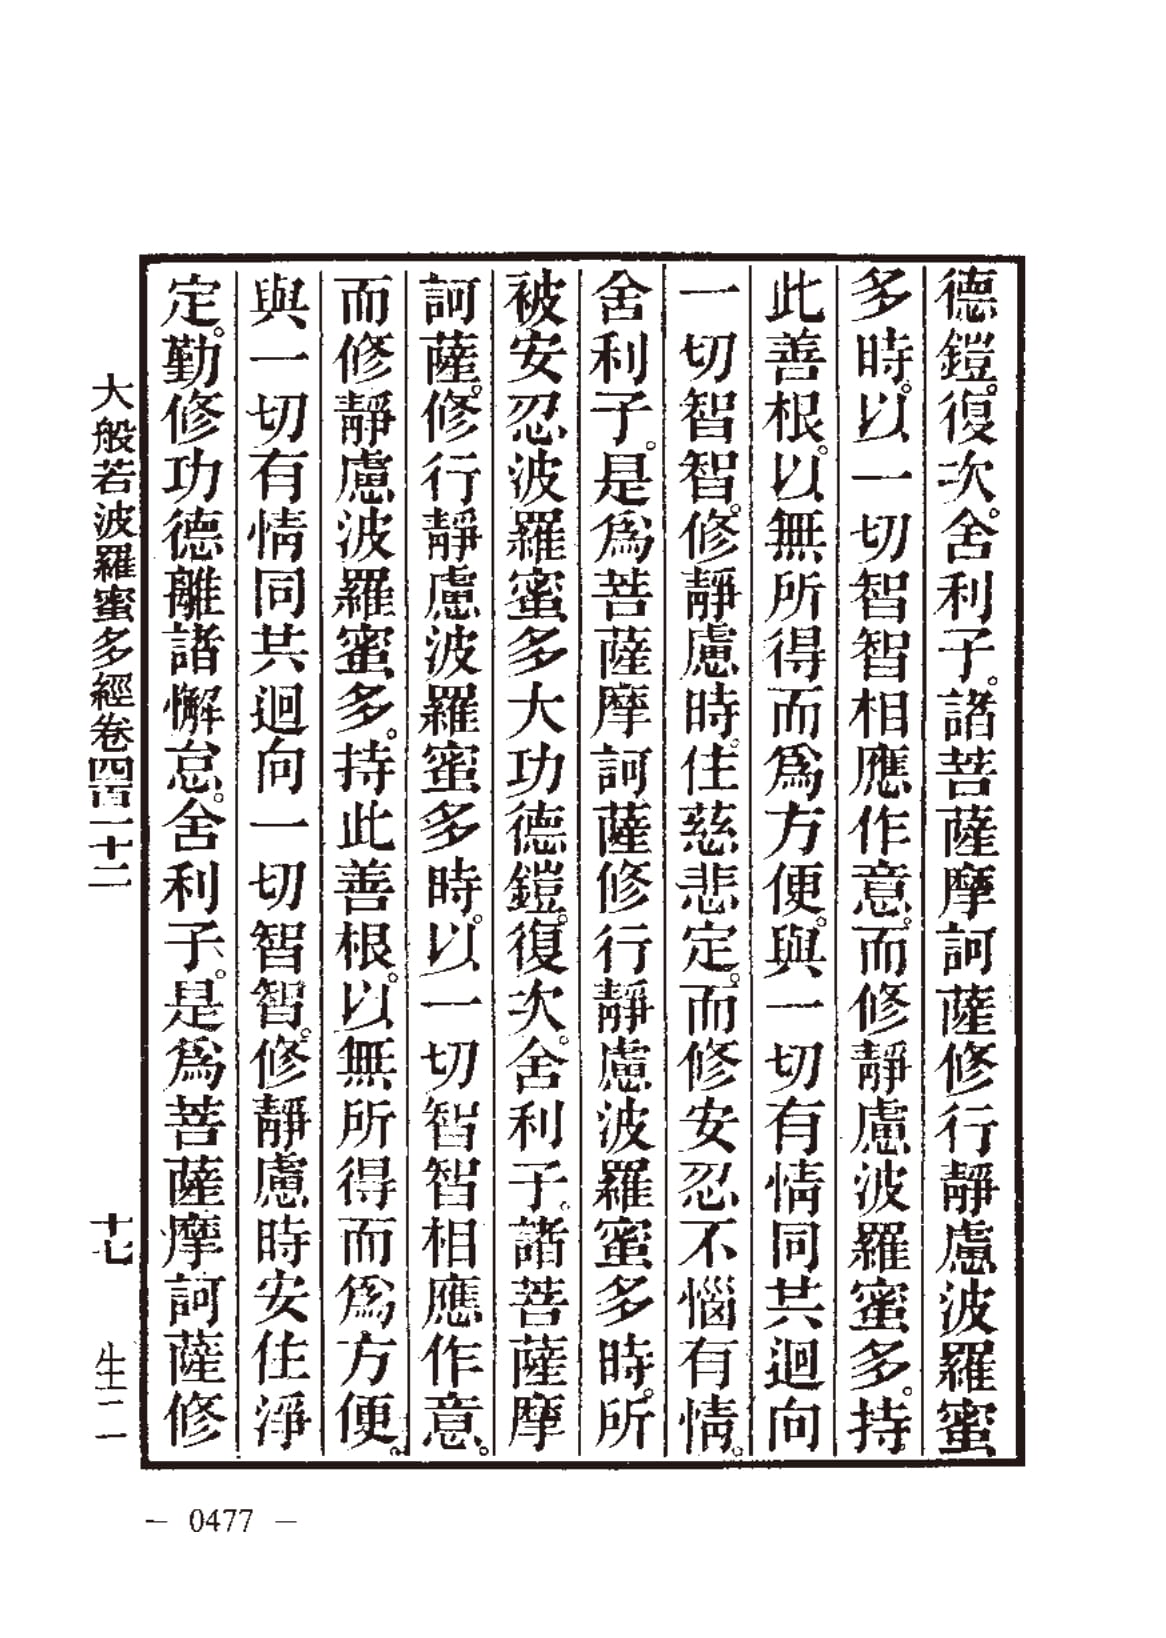 德鎧。復次。舍利子。諸菩薩摩訶薩修行靜慮波羅蜜
多時。以一切智智相應作意。而修靜慮波羅蜜多。持
此善根。以無所得而爲方便。與一切有情同共迴向
一切智智。修靜慮時。住慈悲定。而修安忍不惱有情。
舍利子。是爲菩薩摩訶薩修行靜慮波羅蜜多時。所
被安忍波羅蜜多大功德鎧。復次。舍利子。諸菩薩摩
訶薩。修行靜慮波羅蜜多時。以一切智智相應作意。
而修靜慮波羅蜜多。持此善根。以無所得而爲方便。
與一切有情同共迴向一切智智。修靜慮時安住淨
定。勤修功德離諸懈怠。舍利子。是爲菩薩摩訶薩修
大般若波羅蜜多經卷四百一十二 十七 生二
— 0477 —